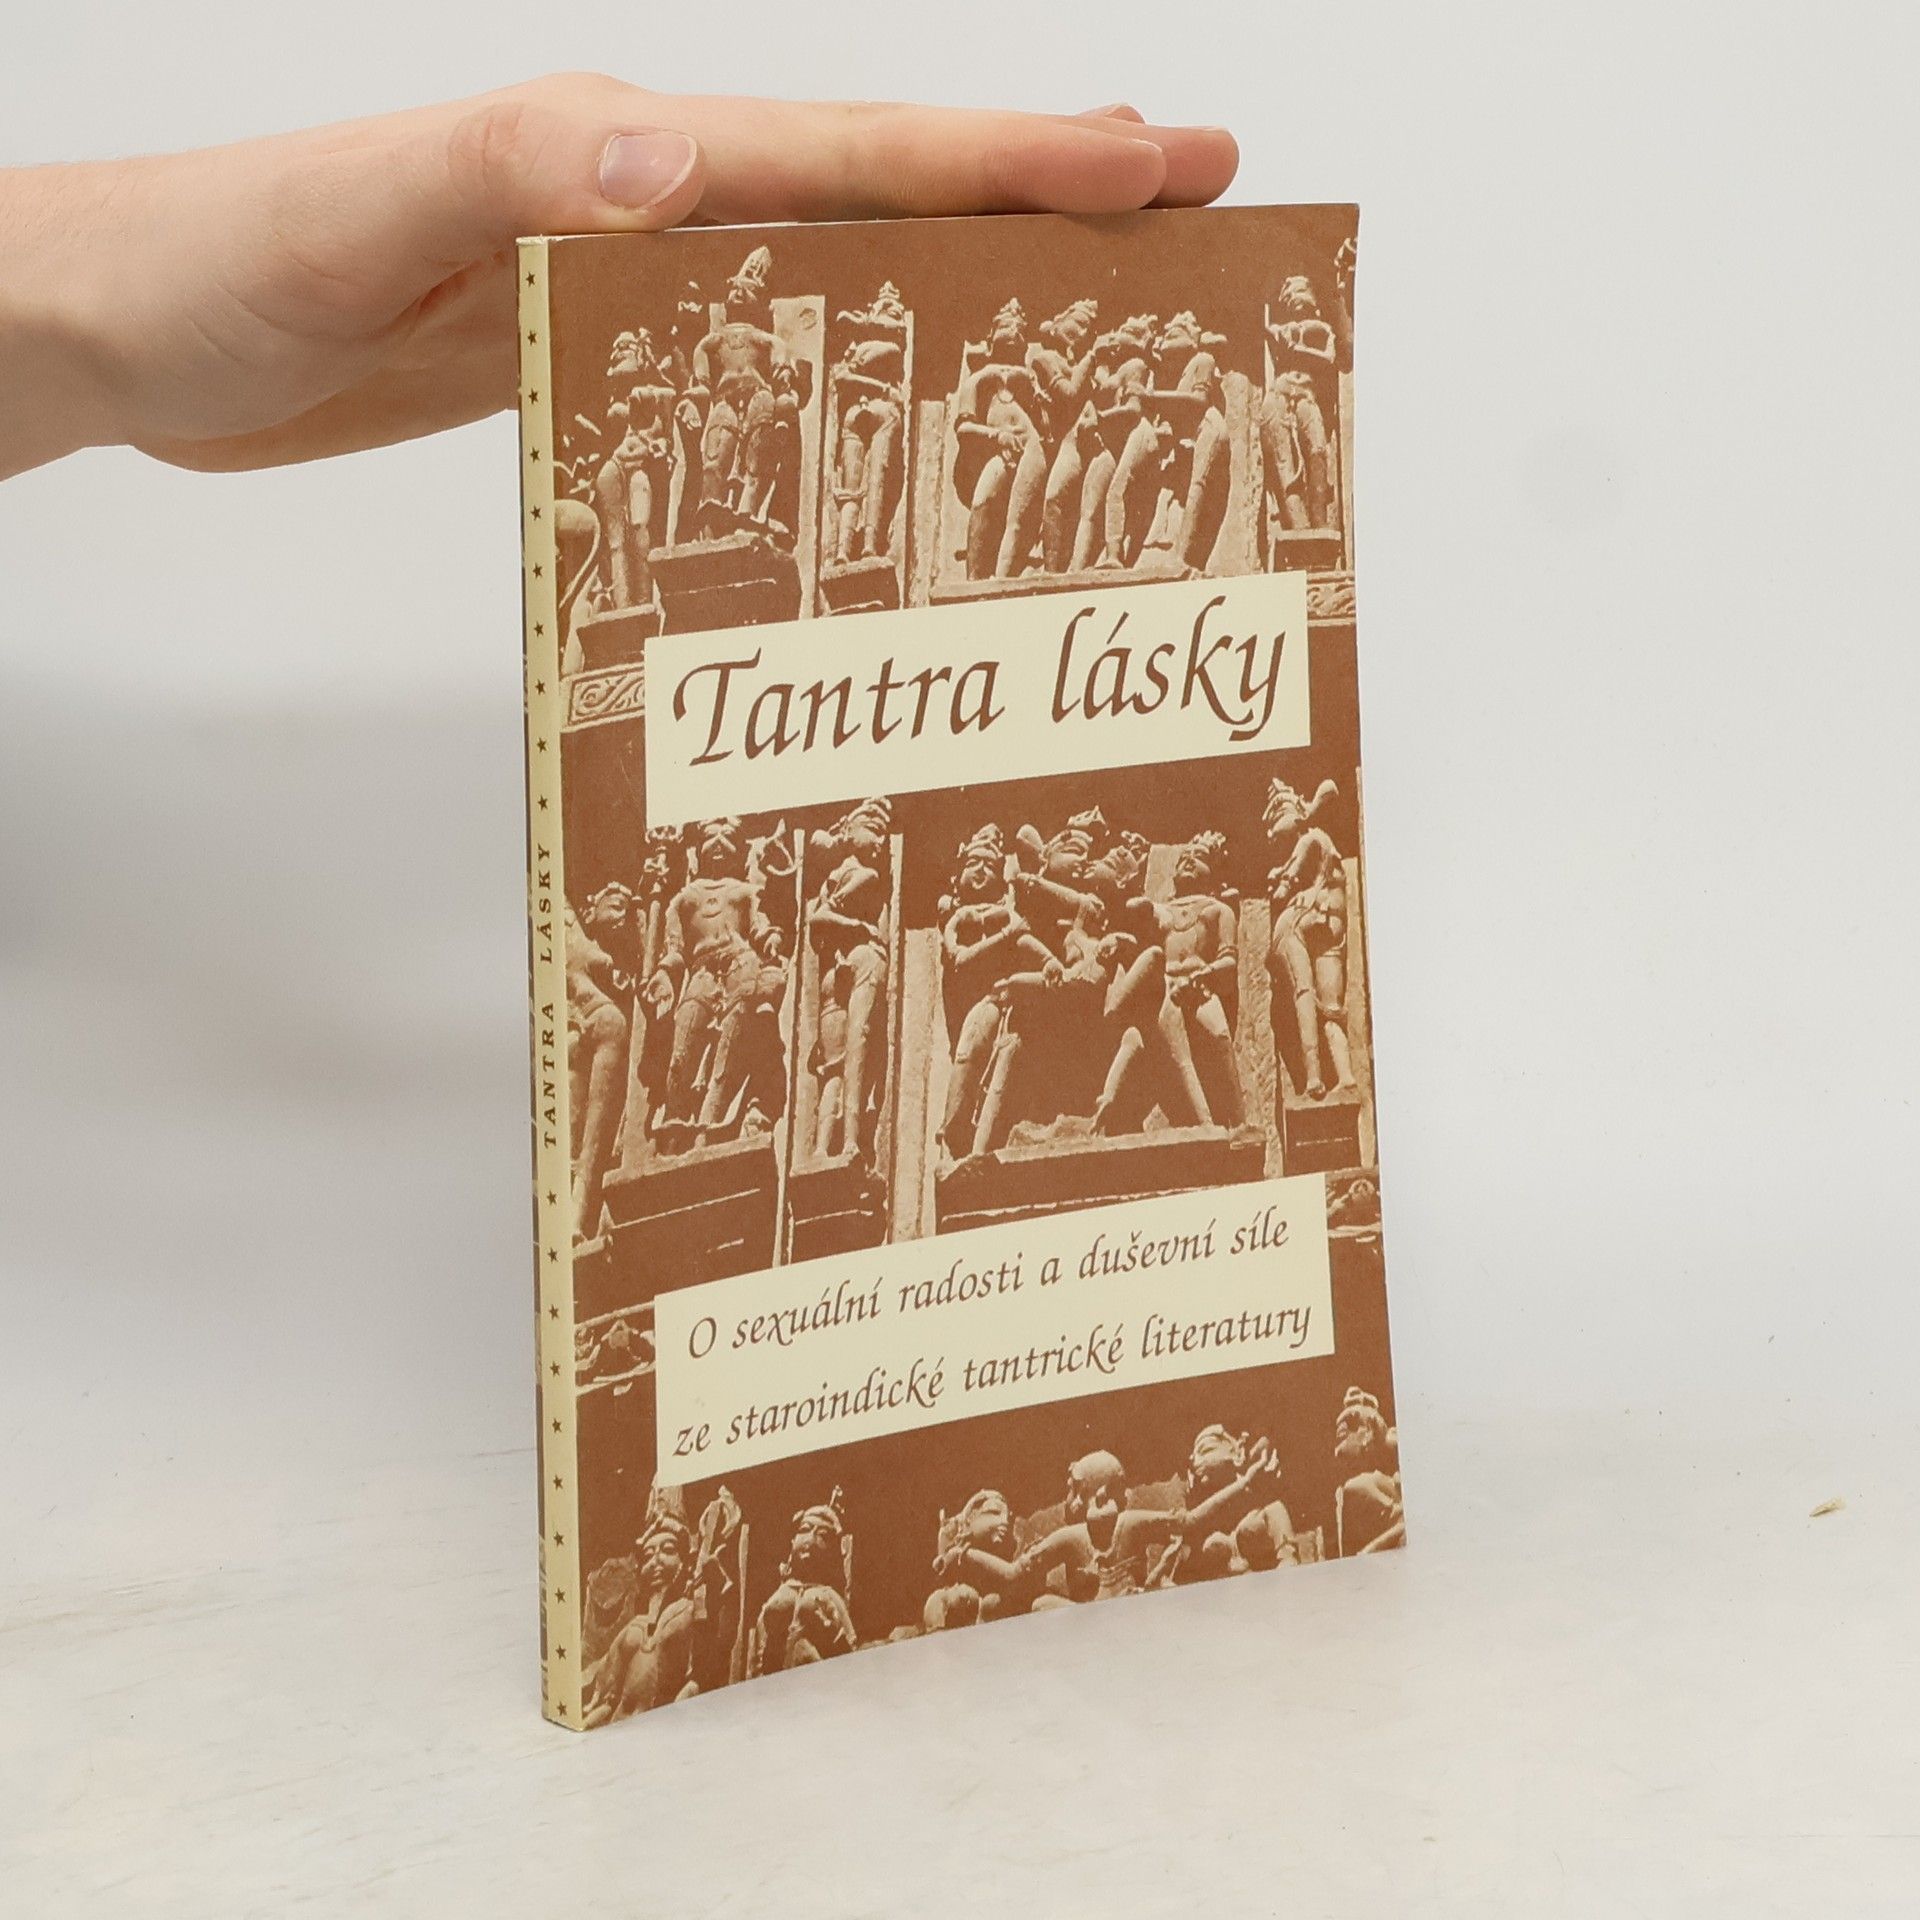 Tantra lásky
O sexuální radosti a duševní síle
ze staroindické tantrické literatury
TANTRA LÁSKY